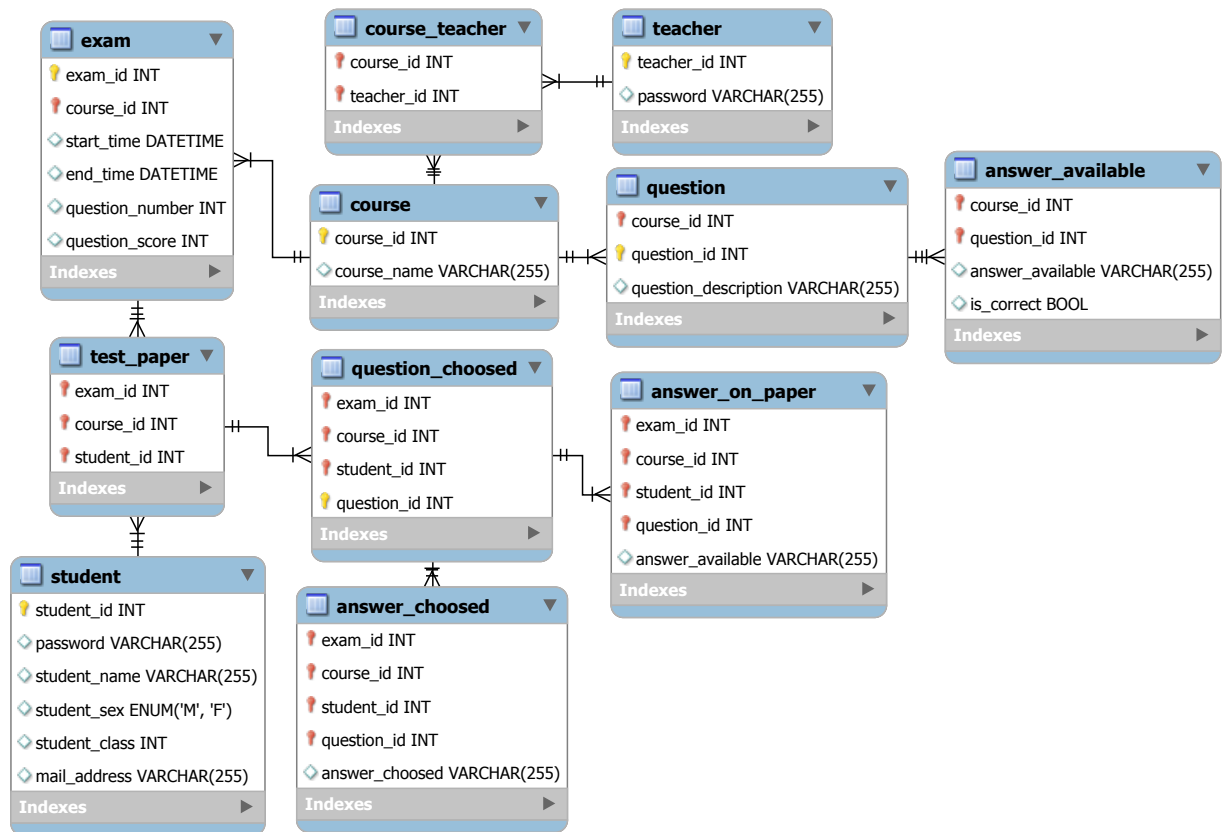 exam
exam_id INT
course_id INT
start_time DATETIME
end_time DATETIME
question_number INT
question_score INT
Indexes
course_teacher
course_id INT
teacher_id INT
Indexes
teacher
teacher_id INT
password VARCHAR(255)
Indexes
course
course_id INT
course_name VARCHAR(255)
Indexes
question
course_id INT
question_id INT
question_description VARCHAR(255)
Indexes
answer_available
course_id INT
question_id INT
answer_available VARCHAR(255)
is_correct BOOL
Indexes
test_paper
exam_id INT
course_id INT
student_id INT
Indexes
question_choosed
exam_id INT
course_id INT
student_id INT
question_id INT
Indexes
answer_on_paper
exam_id INT
course_id INT
student_id INT
question_id INT
answer_available VARCHAR(255)
Indexes
student
student_id INT
password VARCHAR(255)
student_name VARCHAR(255)
student_sex ENUM('M', 'F')
student_class INT
mail_address VARCHAR(255)
Indexes
answer_choosed
exam_id INT
course_id INT
student_id INT
question_id INT
answer_choosed VARCHAR(255)
Indexes